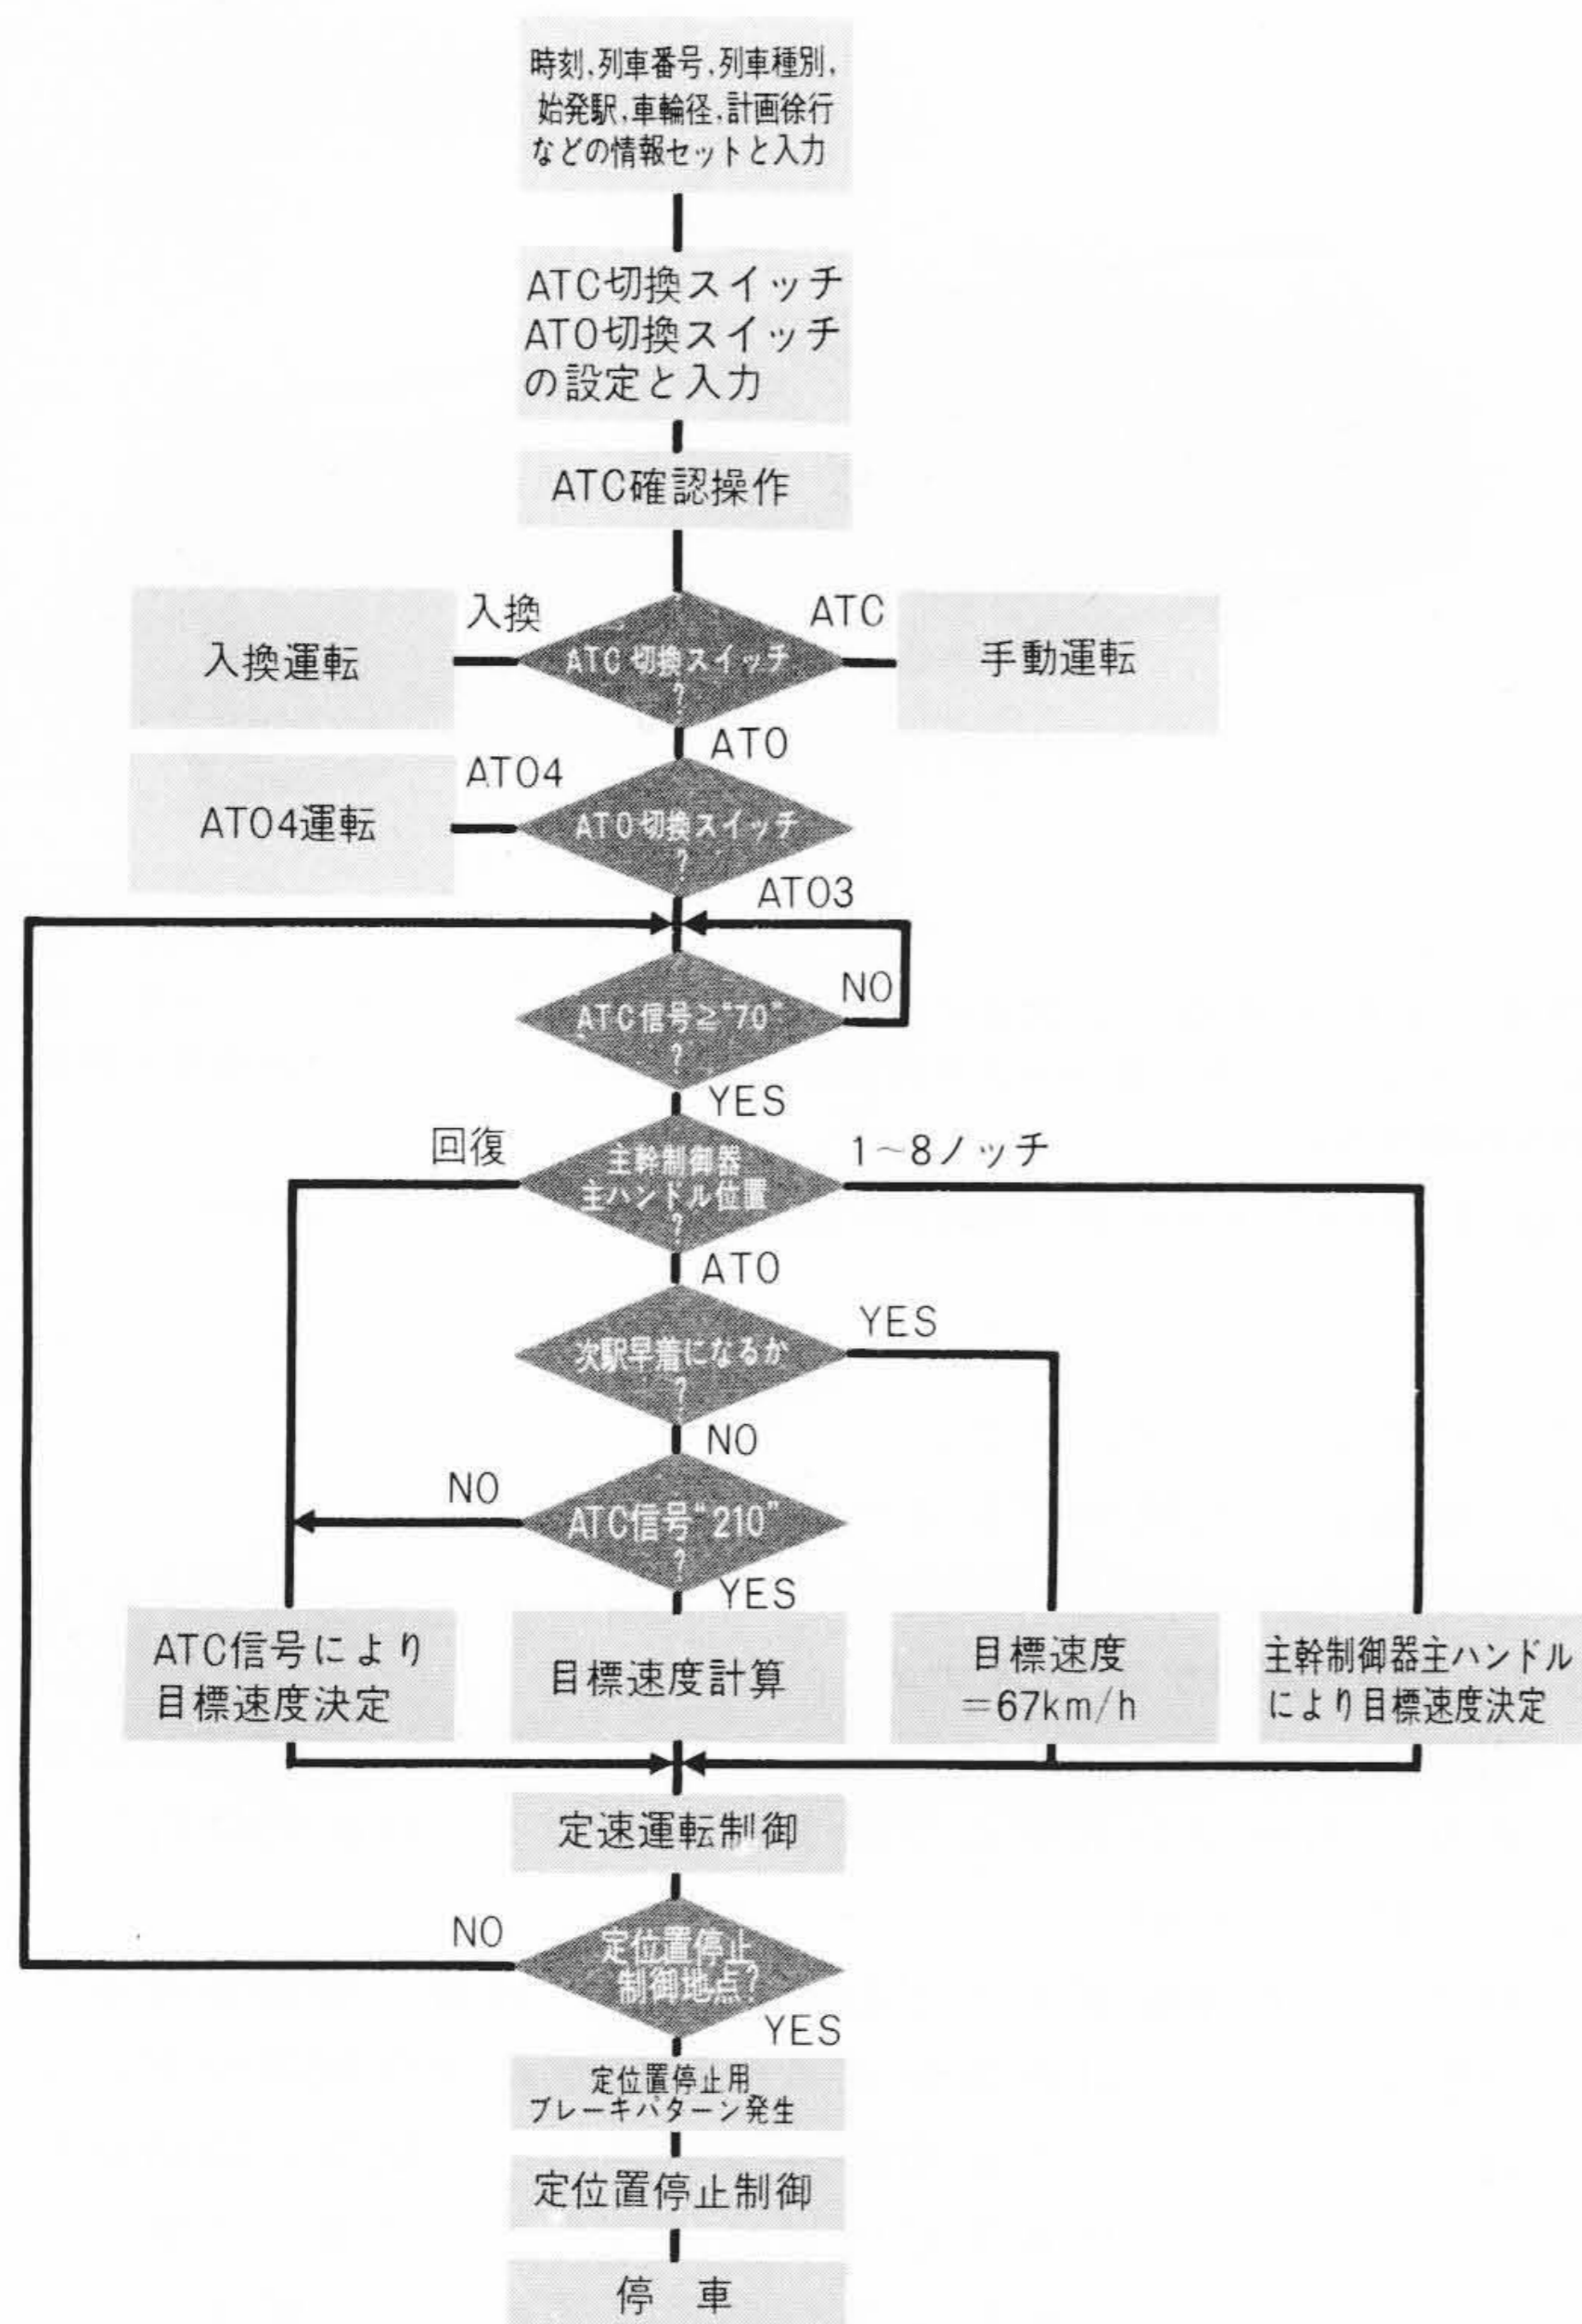 時刻,列車番号,列車種別,
始発駅,車輪径,計画徐行
などの情報セットと入力
ATC切換スイッチ
ATO切換スイッチ
の設定と入力
ATC確認操作
入換
ATC
入換運転
ATC切換スイッチ
?
手動運転
ATO
ATO4
ATO4運転
ATO切換スイッチ
?
ATO3
NO
ATC信号≧“70”
?
YES
回復
1~8ノッチ
主幹制御器
主ハンドル位置
?
ATO
YES
次駅早着になるか
?
NO
NO
ATC信号“210”
?
YES
ATC信号により
目標速度決定
目標速度計算
目標速度
=67km/h
主幹制御器主ハンドル
により目標速度決定
定速運転制御
NO
定位置停止
制御地点?
YES
定位置停止用
ブレーキパターン発生
定位置停止制御
停 車